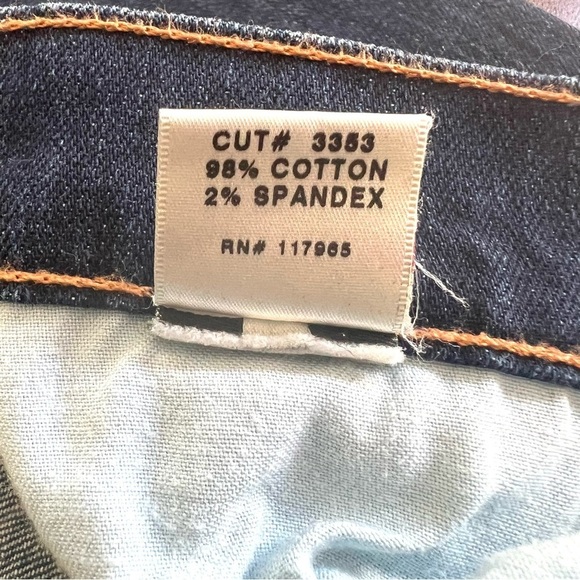 CUT# 3353
98% COTTON
2% SPANDEX
RN# 117965